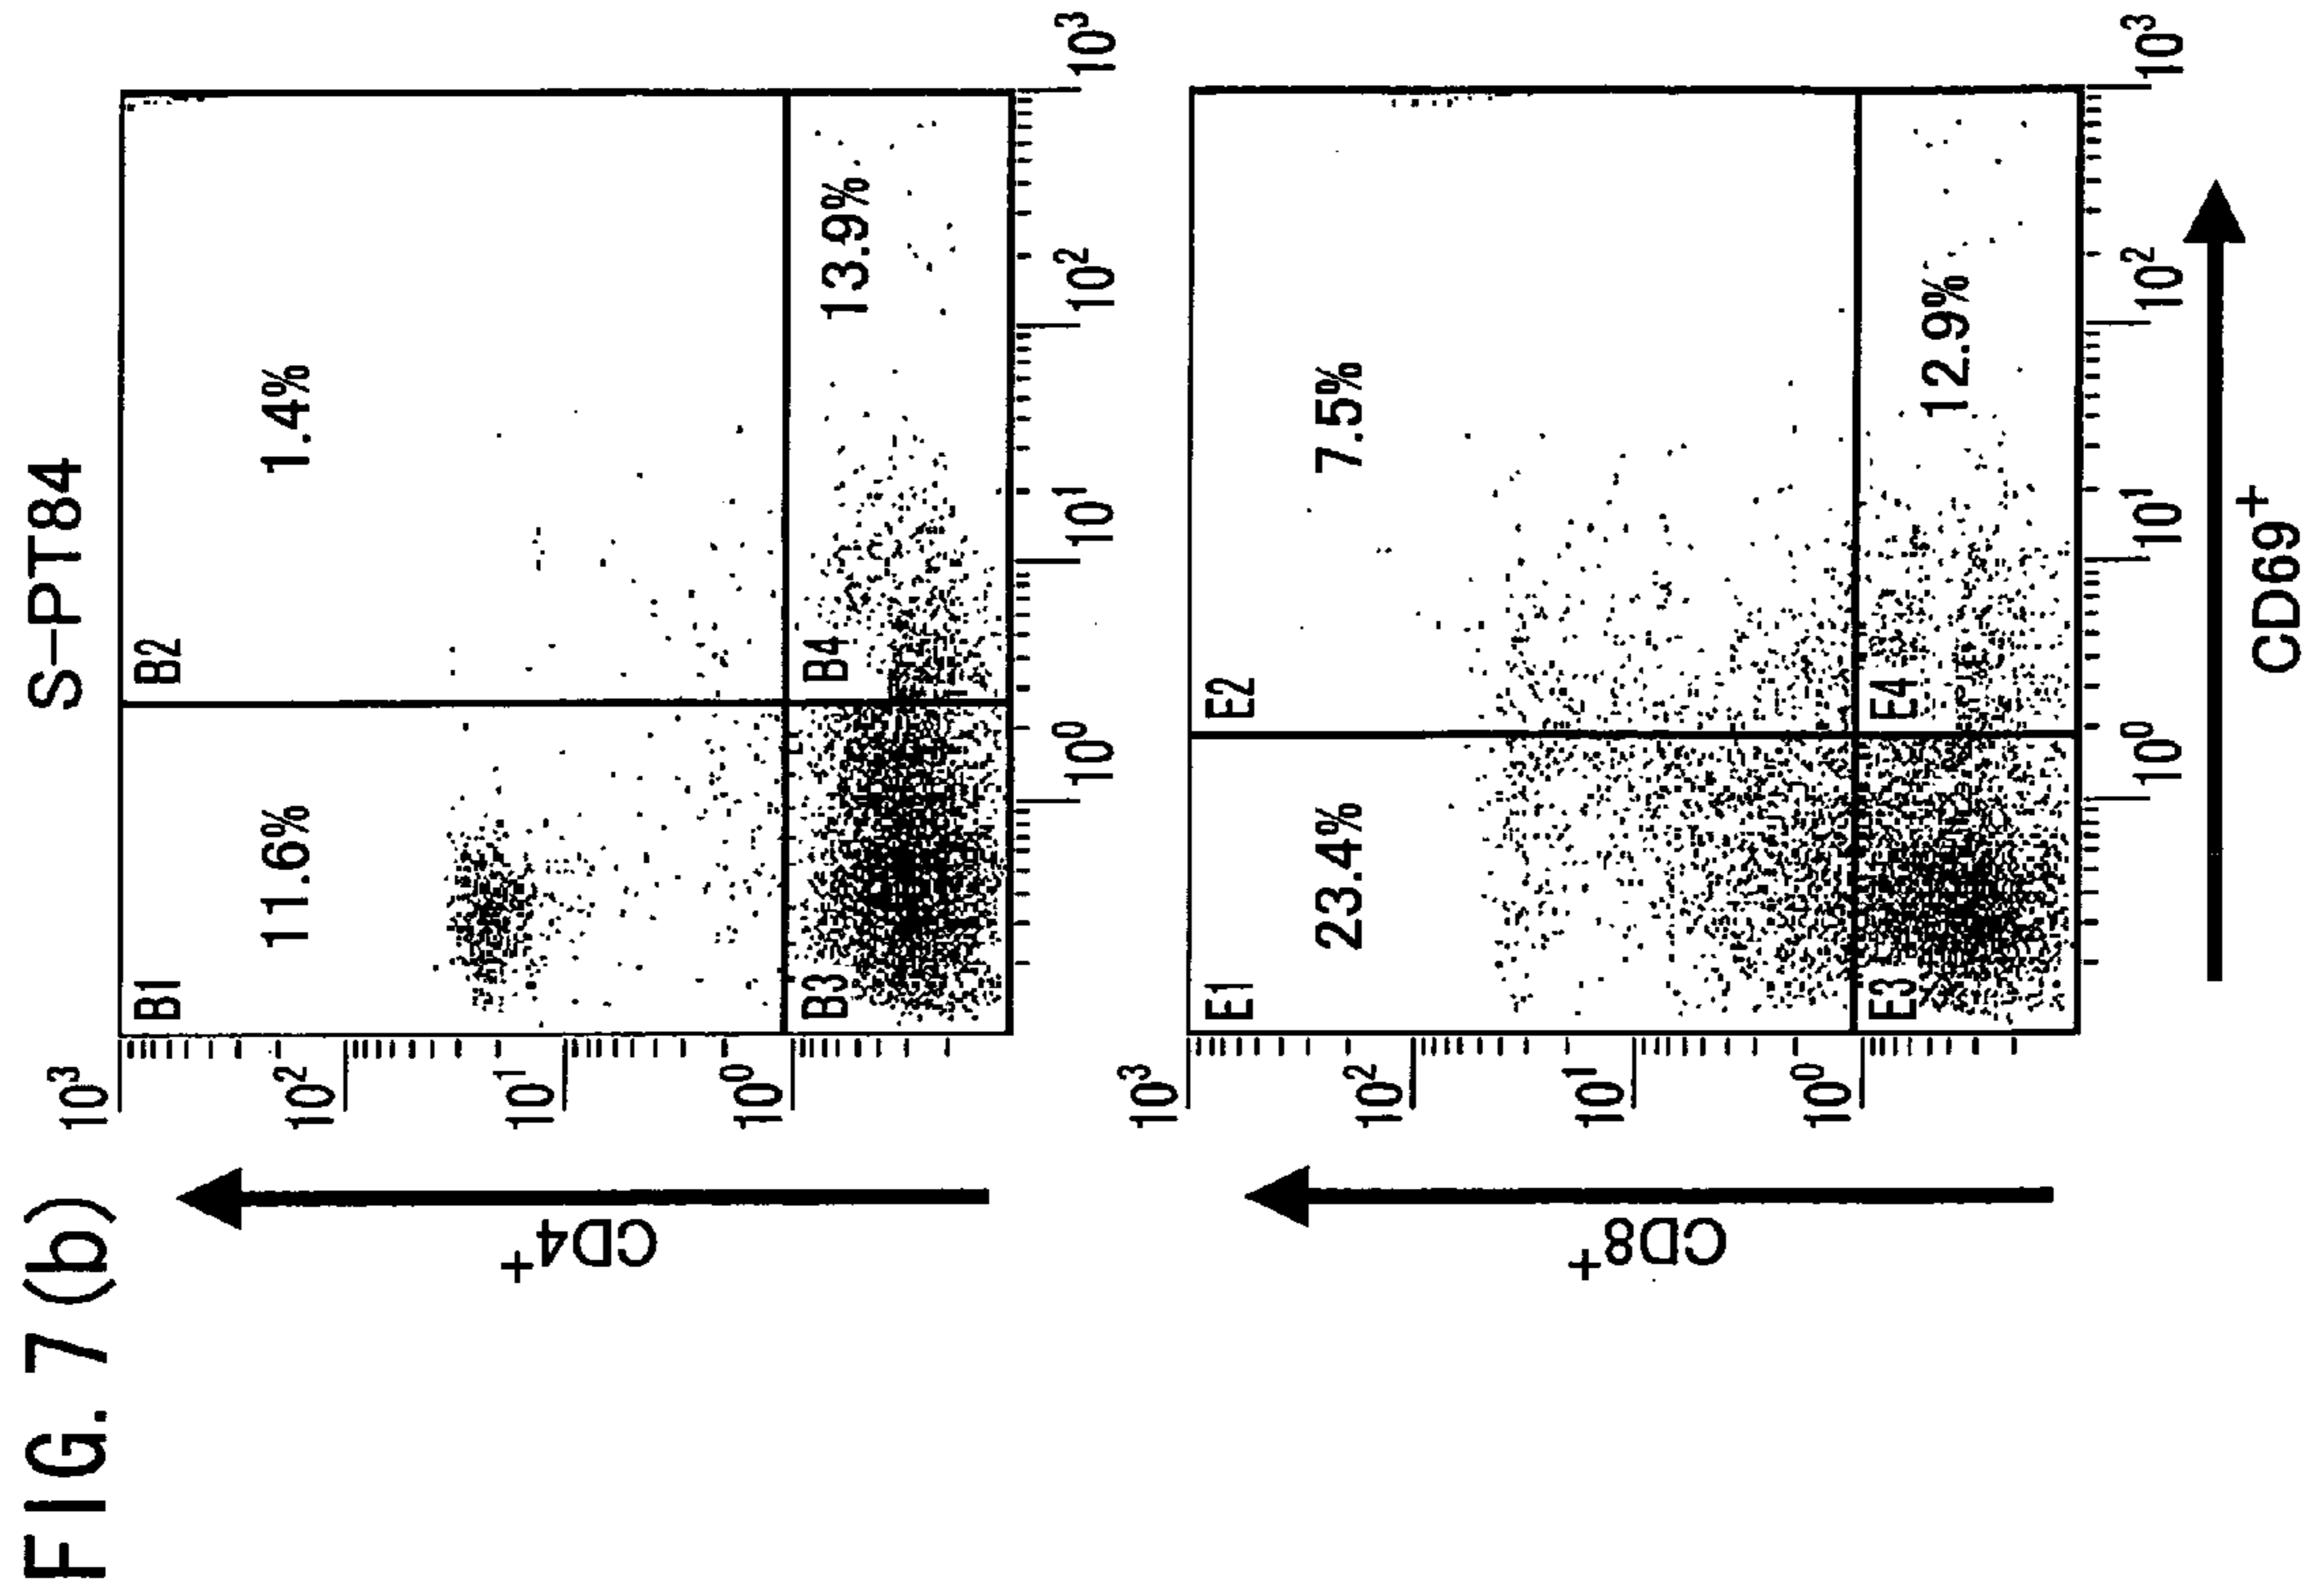 FIG. 7 (b)
S-PT84
CD4+
10³
10²
10¹
10⁰
B1
B2
11.6%
1.4%
B3
B4
13.9%
10⁰ 10¹ 10² 10³
CD8+
10³
10²
10¹
10⁰
E1
E2
23.4%
7.5%
E3
E4
12.9%
10⁰ 10¹ 10² 10³
CD69+